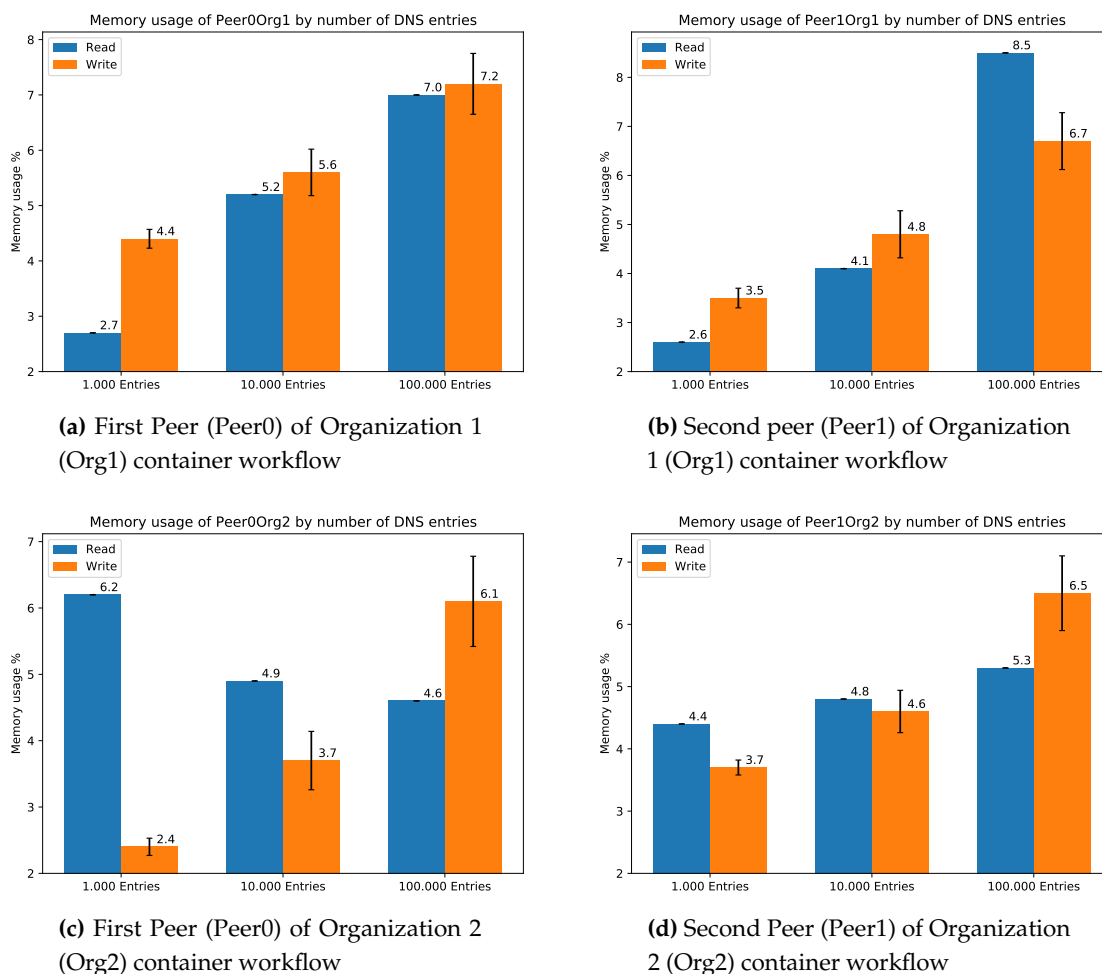 Memory usage of Peer0Org1 by number of DNS entries
Read
Write
Memory usage %
8
7
6
5
4
3
2
2.7
4.4
5.2
5.6
7.0
7.2
1.000 Entries
10.000 Entries
100.000 Entries
(a) First Peer (Peer0) of Organization 1
(Org1) container workflow
Memory usage of Peer1Org1 by number of DNS entries
Read
Write
Memory usage %
8
7
6
5
4
3
2
2.6
3.5
4.1
4.8
8.5
6.7
1.000 Entries
10.000 Entries
100.000 Entries
(b) Second peer (Peer1) of Organization
1 (Org1) container workflow
Memory usage of Peer0Org2 by number of DNS entries
Read
Write
Memory usage %
7
6
5
4
3
2
6.2
2.4
4.9
3.7
4.6
6.1
1.000 Entries
10.000 Entries
100.000 Entries
(c) First Peer (Peer0) of Organization 2
(Org2) container workflow
Memory usage of Peer1Org2 by number of DNS entries
Read
Write
Memory usage %
7
6
5
4
3
2
4.4
3.7
4.8
4.6
5.3
6.5
1.000 Entries
10.000 Entries
100.000 Entries
(d) Second Peer (Peer1) of Organization
2 (Org2) container workflow